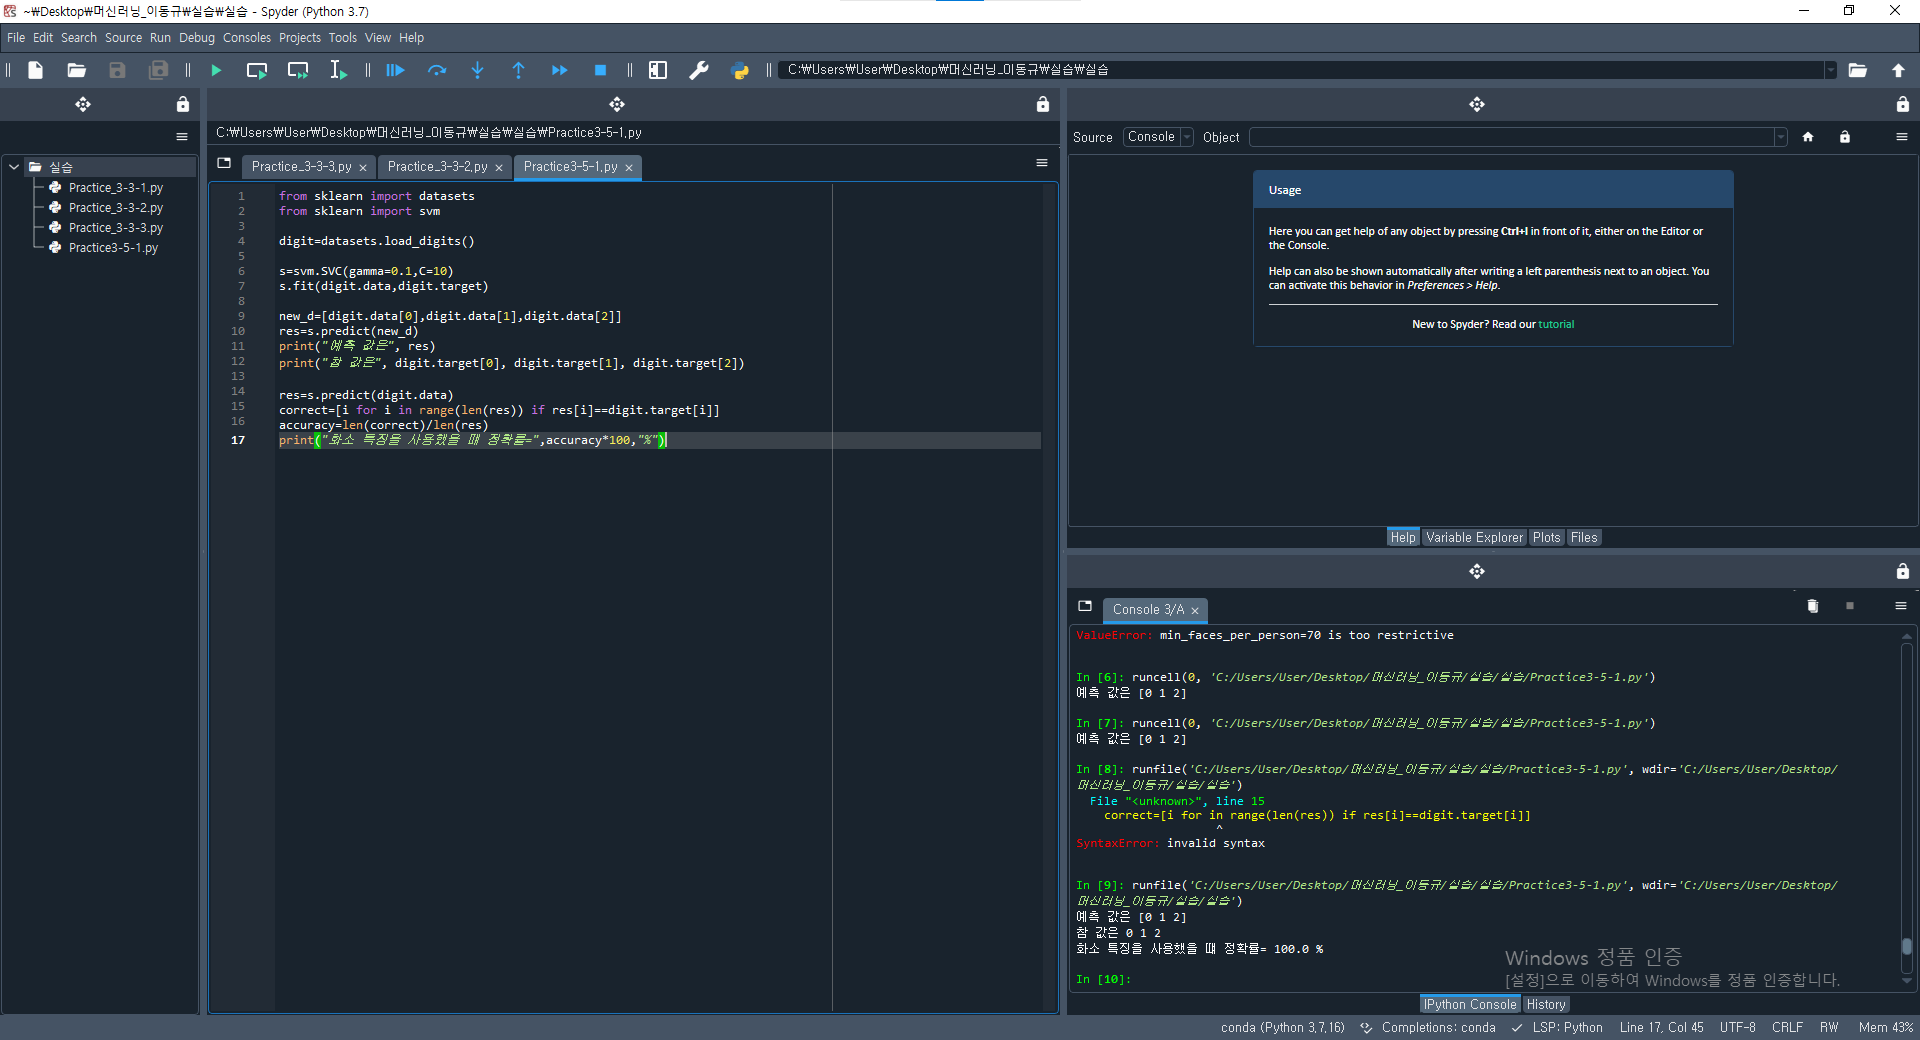 ~₩Desktop₩머신러닝_이동규₩실습₩실습 - Spyder (Python 3.7)
File Edit Search Source Run Debug Consoles Projects Tools View Help
C:₩Users₩User₩Desktop₩머신러닝_이동규₩실습₩실습
C:₩Users₩User₩Desktop₩머신러닝_이동규₩실습₩실습₩Practice3-5-1.py
Practice_3-3-3.py Practice_3-3-2.py Practice3-5-1.py
실습
Practice_3-3-1.py
Practice_3-3-2.py
Practice_3-3-3.py
Practice3-5-1.py
1 from sklearn import datasets
2 from sklearn import svm
3
4 digit=datasets.load_digits()
5
6 s=svm.SVC(gamma=0.1,C=10)
7 s.fit(digit.data,digit.target)
8
9 new_d=[digit.data[0],digit.data[1],digit.data[2]]
10 res=s.predict(new_d)
11 print("예측 값은", res)
12 print("참 값은", digit.target[0], digit.target[1], digit.target[2])
13
14 res=s.predict(digit.data)
15 correct=[i for i in range(len(res)) if res[i]==digit.target[i]]
16 accuracy=len(correct)/len(res)
17 print("화소 특징을 사용했을 때 정확률=",accuracy*100,"%")
Source Console Object
Usage
Here you can get help of any object by pressing Ctrl+I in front of it, either on the Editor or
the Console.
Help can also be shown automatically after writing a left parenthesis next to an object. You
can activate this behavior in Preferences > Help.
New to Spyder? Read our tutorial
Help Variable Explorer Plots Files
Console 3/A
ValueError: min_faces_per_person=70 is too restrictive
In [6]: runcell(0, 'C:/Users/User/Desktop/머신러닝_이동규/실습/실습/Practice3-5-1.py')
예측 값은 [0 1 2]
In [7]: runcell(0, 'C:/Users/User/Desktop/머신러닝_이동규/실습/실습/Practice3-5-1.py')
예측 값은 [0 1 2]
In [8]: runfile('C:/Users/User/Desktop/머신러닝_이동규/실습/실습/Practice3-5-1.py', wdir='C:/Users/User/Desktop/
머신러닝_이동규/실습/실습')
File "<unknown>", line 15
correct=[i for in range(len(res)) if res[i]==digit.target[i]]
^
SyntaxError: invalid syntax
In [9]: runfile('C:/Users/User/Desktop/머신러닝_이동규/실습/실습/Practice3-5-1.py', wdir='C:/Users/User/Desktop/
머신러닝_이동규/실습/실습')
예측 값은 [0 1 2]
참 값은 0 1 2
화소 특징을 사용했을 때 정확률= 100.0 %
In [10]:
Windows 정품 인증
[설정]으로 이동하여 Windows를 정품 인증합니다.
IPython Console History
conda (Python 3.7.16) Completions: conda LSP: Python Line 17, Col 45 UTF-8 CRLF RW Mem 43%